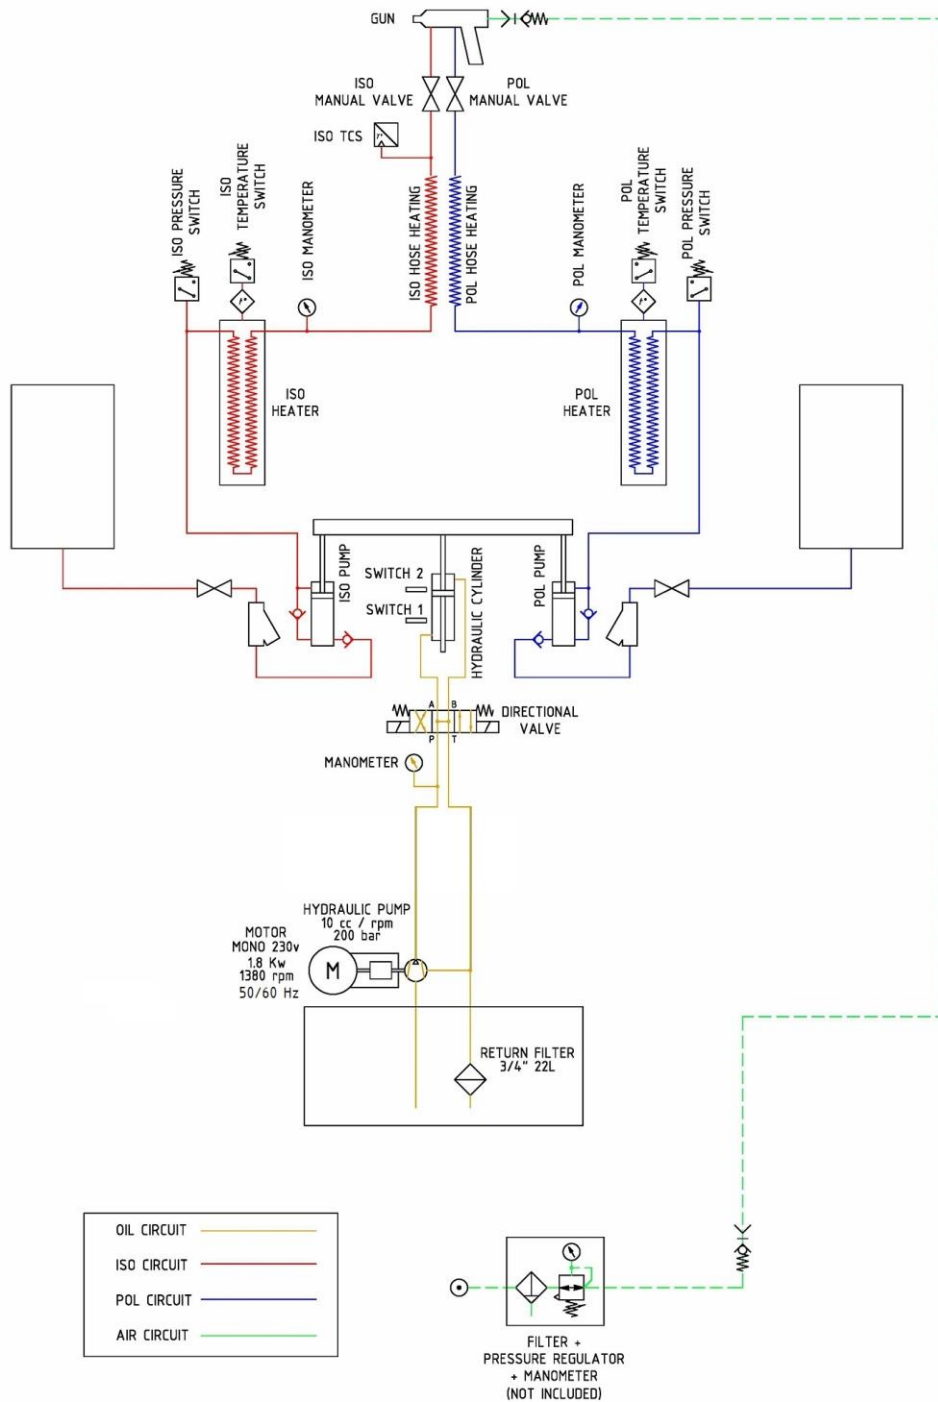 GUN
ISO
MANUAL VALVE
POL
MANUAL VALVE
ISO TCS
ISO PRESSURE
SWITCH
ISO
TEMPERATURE
SWITCH
ISO MANOMETER
ISO HOSE HEATING
POL HOSE HEATING
POL MANOMETER
POL
TEMPERATURE
SWITCH
POL PRESSURE
SWITCH
ISO
HEATER
POL
HEATER
ISO PUMP
SWITCH 2
SWITCH 1
HYDRAULIC CYLINDER
POL PUMP
A B
P T
DIRECTIONAL
VALVE
MANOMETER
HYDRAULIC PUMP
10 cc / rpm
200 bar
MOTOR
MONO 230v
1.8 Kw
1380 rpm
50/60 Hz
M
RETURN FILTER
3/4" 22L
OIL CIRCUIT
ISO CIRCUIT
POL CIRCUIT
AIR CIRCUIT
FILTER +
PRESSURE REGULATOR
+ MANOMETER
(NOT INCLUDED)